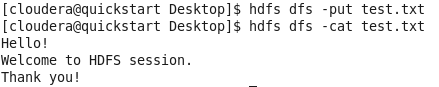 [cloudera@quickstart Desktop]$ hdfs dfs -put test.txt
[cloudera@quickstart Desktop]$ hdfs dfs -cat test.txt
Hello!
Welcome to HDFS session.
Thank you!